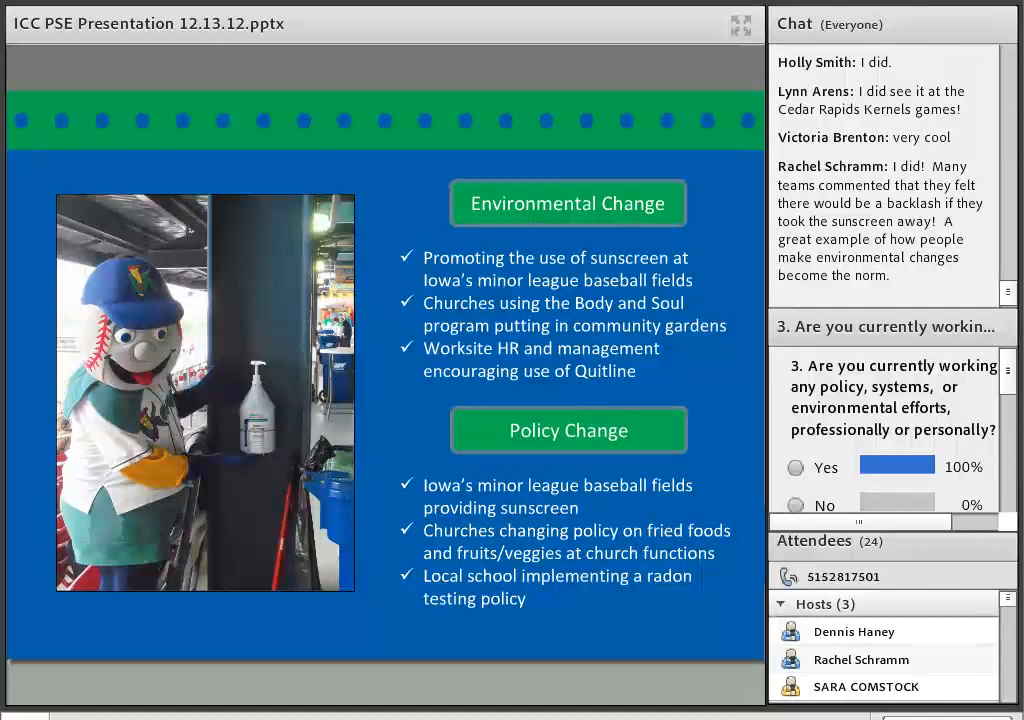 ICC PSE Presentation 12.13.12.pptx
Environmental Change
✓ Promoting the use of sunscreen at
Iowa's minor league baseball fields
✓ Churches using the Body and Soul
program putting in community gardens
✓ Worksite HR and management
encouraging use of Quitline
Policy Change
✓ Iowa's minor league baseball fields
providing sunscreen
✓ Churches changing policy on fried foods
and fruits/veggies at church functions
✓ Local school implementing a radon
testing policy
Chat (Everyone)
Holly Smith: I did.
Lynn Arens: I did see it at the
Cedar Rapids Kernels games!
Victoria Brenton: very cool
Rachel Schramm: I did! Many
teams commented that they felt
there would be a backlash if they
took the sunscreen away! A
great example of how people
make environmental changes
become the norm.
3. Are you currently workin...
3. Are you currently working
any policy, systems, or
environmental efforts,
professionally or personally?
Yes 100%
No 0%
Attendees (24)
5152817501
Hosts (3)
Dennis Haney
Rachel Schramm
SARA COMSTOCK